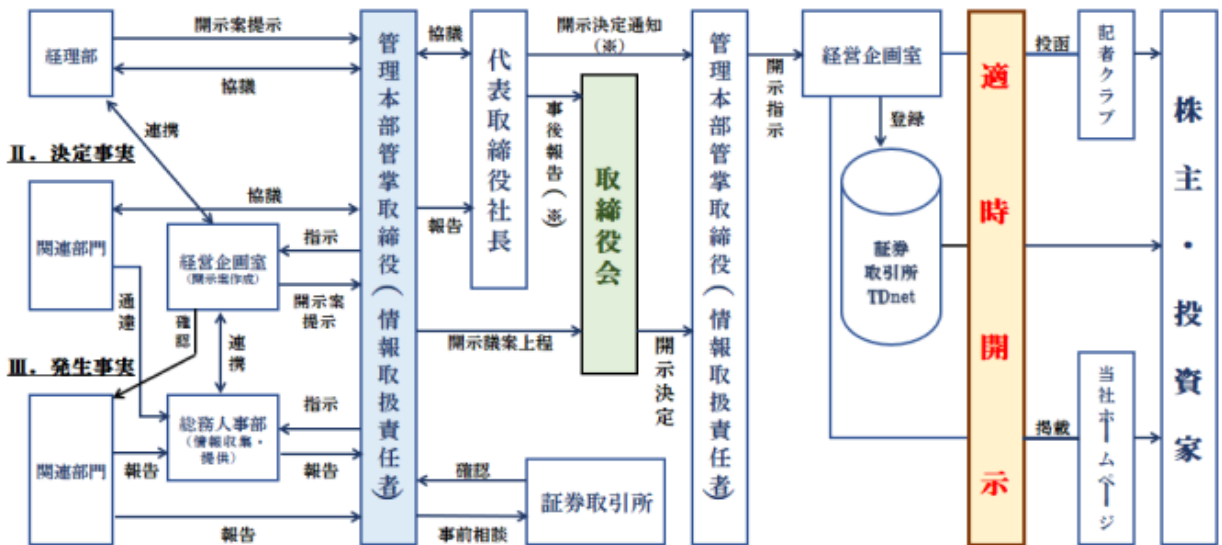 経理部
開示案提示
協議
連携
Ⅱ. 決定事実
協議
関連部門
経営企画室
(開示案作成)
指示
開示案
提示
通達
確認
連携
Ⅲ. 発生事実
関連部門
総務人事部
(情報収集・
提供)
報告
指示
報告
報告
管理本部管掌取締役(情報取扱責任者)
協議
報告
代表取締役社長
開示決定通知
(※)
事後報告(※)
取締役会
開示議案上程
開示決定
確認
事前相談
証券取引所
管理本部管掌取締役(情報取扱責任者)
開示指示
経営企画室
登録
証券
取引所
TDnet
適時開示
投函
記者クラブ
掲載
当社ホームページ
株主・投資家